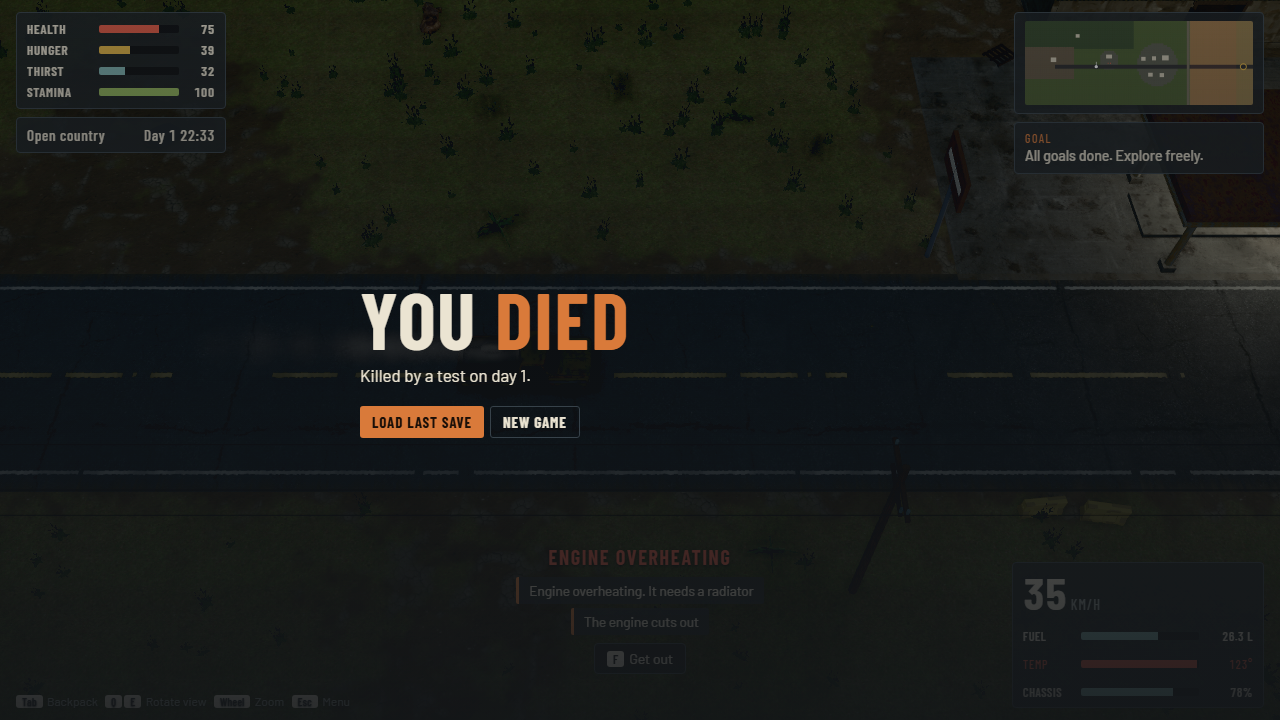 HEALTH 75
HUNGER 39
THIRST 32
STAMINA 100
Open country Day 1 22:33
GOAL
All goals done. Explore freely.
YOU DIED
Killed by a test on day 1.
LOAD LAST SAVE NEW GAME
ENGINE OVERHEATING
Engine overheating. It needs a radiator
The engine cuts out
F Get out
35 KM/H
FUEL 26.3 L
TEMP 123°
CHASSIS 78%
Tab Backpack Q E Rotate view Wheel Zoom Esc Menu